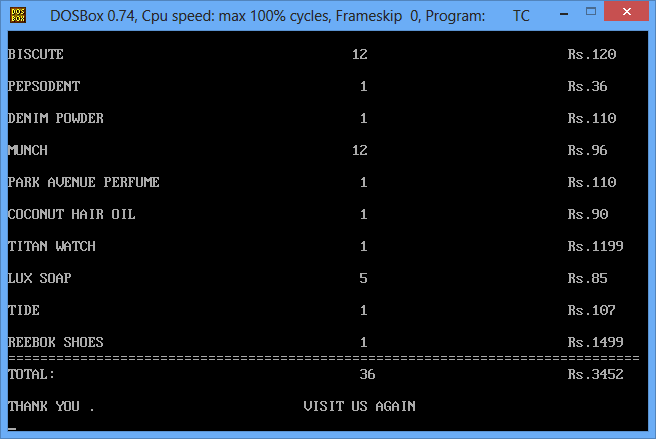 DOS BOX DOSBox 0.74, Cpu speed: max 100% cycles, Frameskip 0, Program: TC
BISCUTE 12 Rs.120
PEPSODENT 1 Rs.36
DENIM POWDER 1 Rs.110
MUNCH 12 Rs.96
PARK AVENUE PERFUME 1 Rs.110
COCONUT HAIR OIL 1 Rs.90
TITAN WATCH 1 Rs.1199
LUX SOAP 5 Rs.85
TIDE 1 Rs.107
REEBOK SHOES 1 Rs.1499
================================================================================
TOTAL: 36 Rs.3452
THANK YOU . VISIT US AGAIN